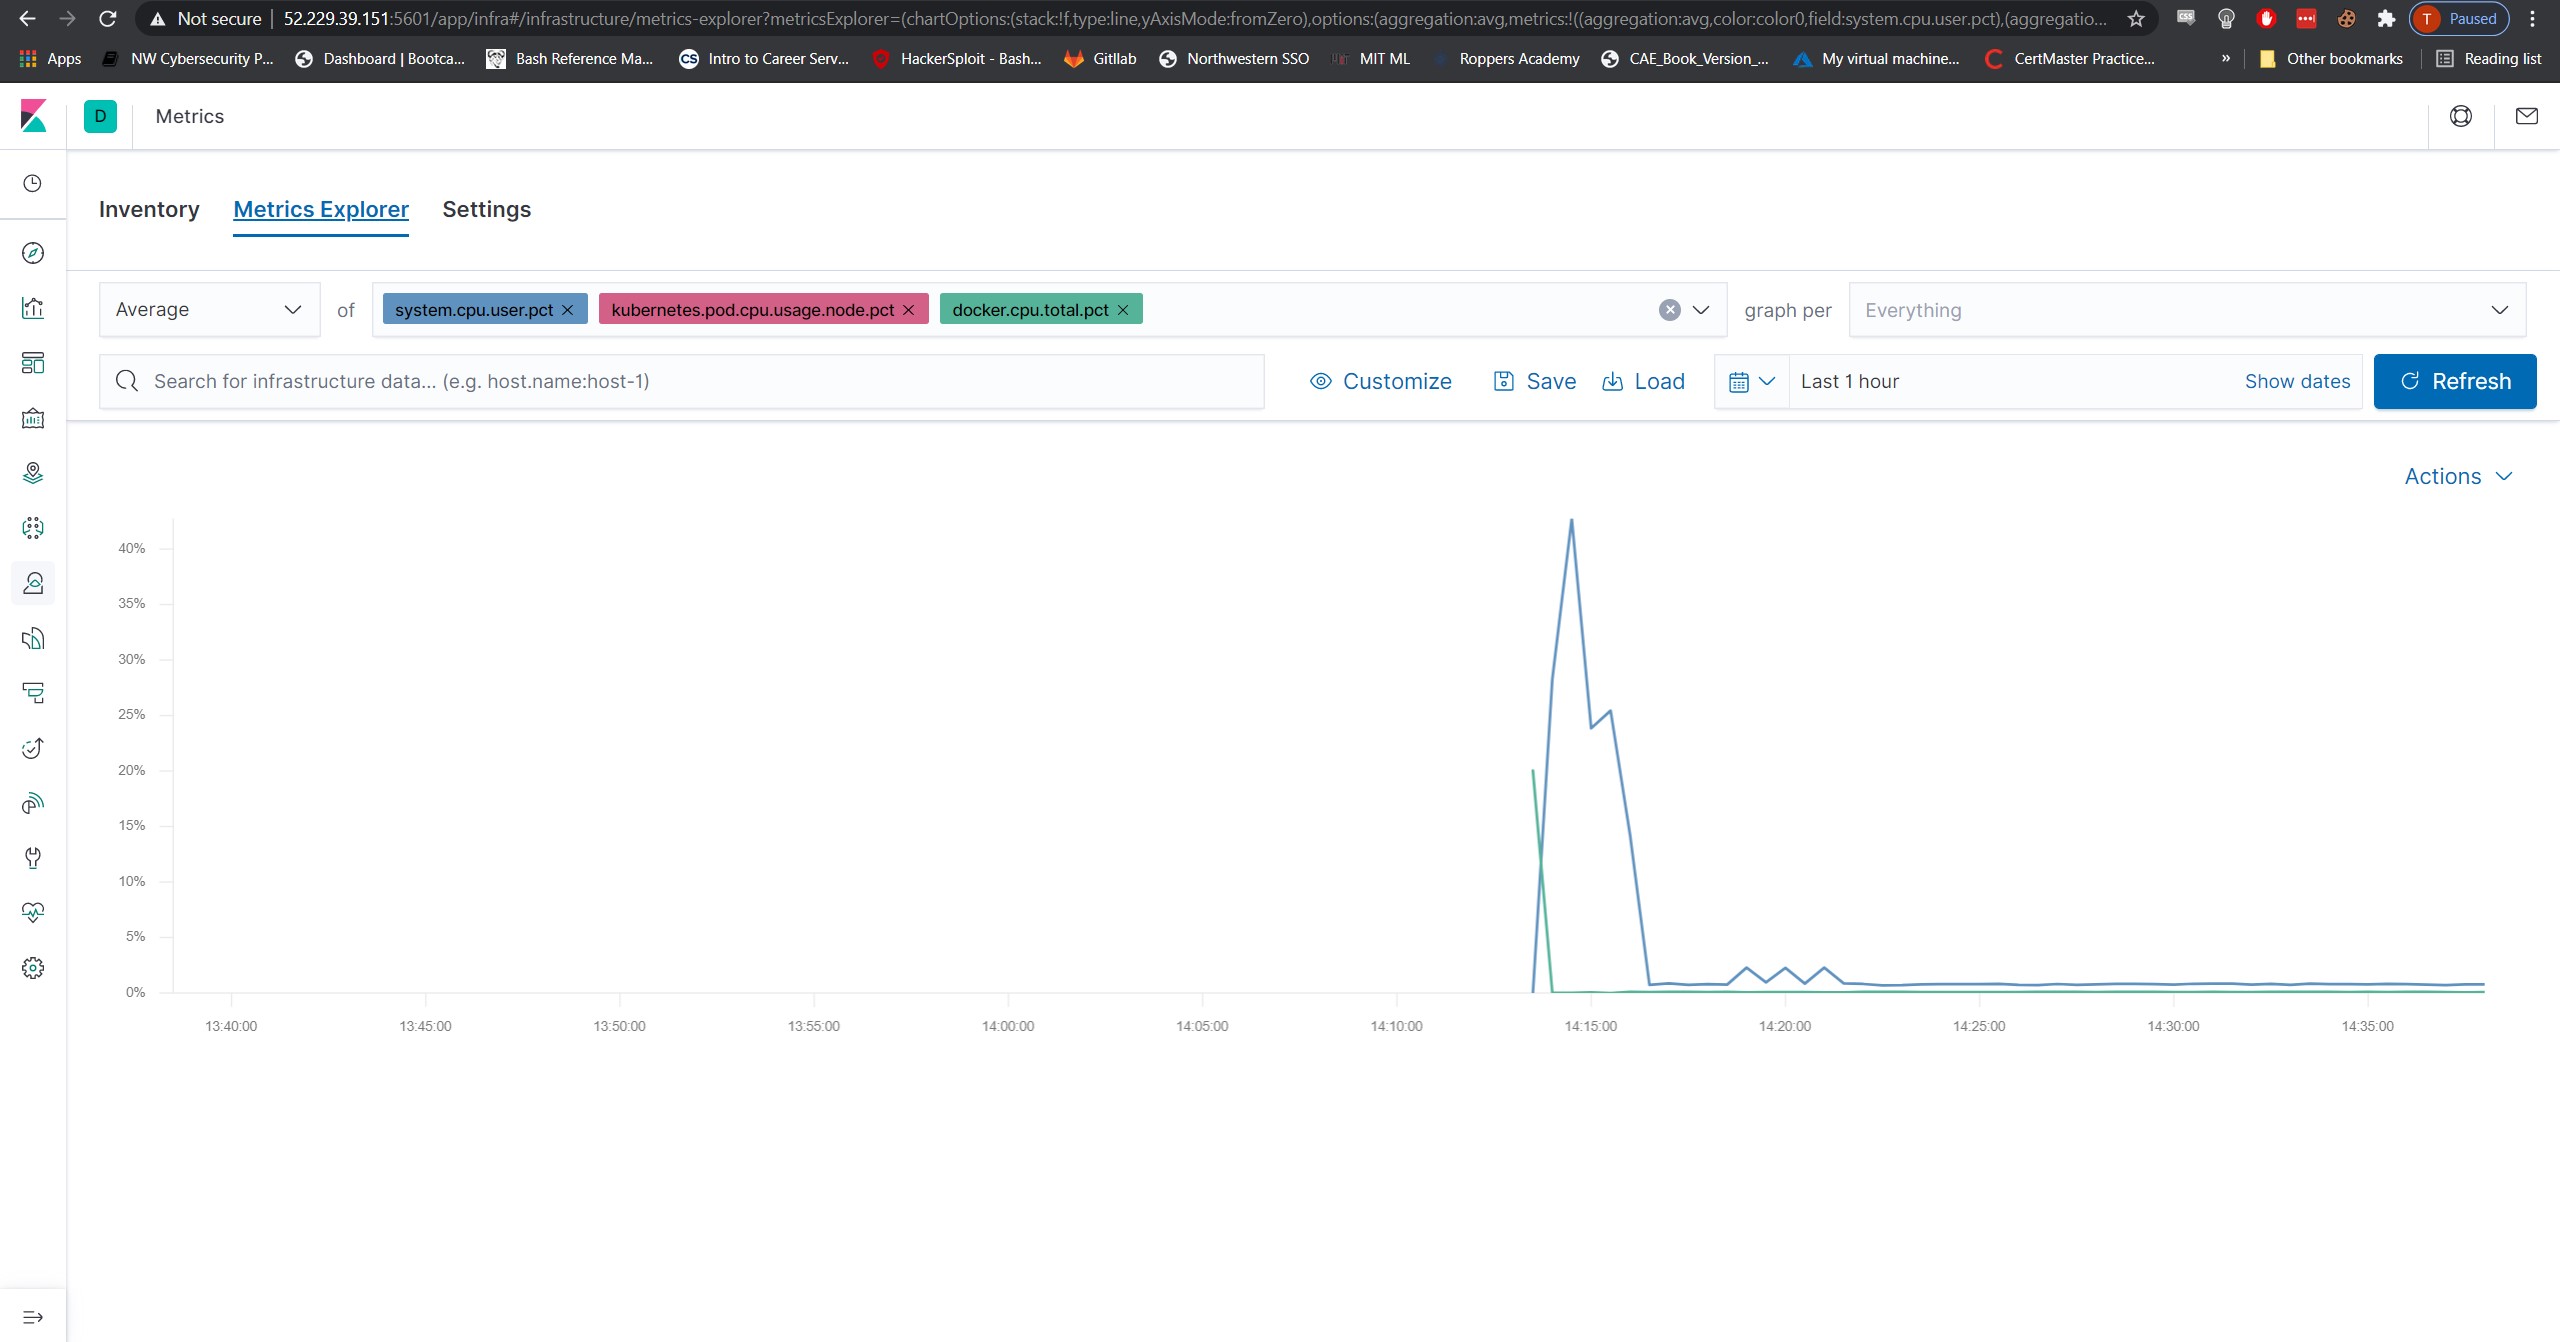 Not secure 52.229.39.151:5601/app/infra#/infrastructure/metrics-explorer?metricsExplorer=(chartOptions:(stack:!f,type:line,yAxisMode:fromZero),options:(aggregation:avg,metrics:!((aggregation:avg,color:color0,field:system.cpu.user.pct),(aggregatio... T Paused
Apps NW Cybersecurity P... Dashboard | Bootca... Bash Reference Ma... CS Intro to Career Serv... HackerSploit - Bash... Gitllab Northwestern SSO MIT ML Roppers Academy CAE_Book_Version_... My virtual machine... CertMaster Practice... » Other bookmarks Reading list
D Metrics
Inventory Metrics Explorer Settings
Average of system.cpu.user.pct kubernetes.pod.cpu.usage.node.pct docker.cpu.total.pct graph per Everything
Search for infrastructure data... (e.g. host.name:host-1) Customize Save Load Last 1 hour Show dates Refresh
Actions
40%
35%
30%
25%
20%
15%
10%
5%
0%
13:40:00 13:45:00 13:50:00 13:55:00 14:00:00 14:05:00 14:10:00 14:15:00 14:20:00 14:25:00 14:30:00 14:35:00